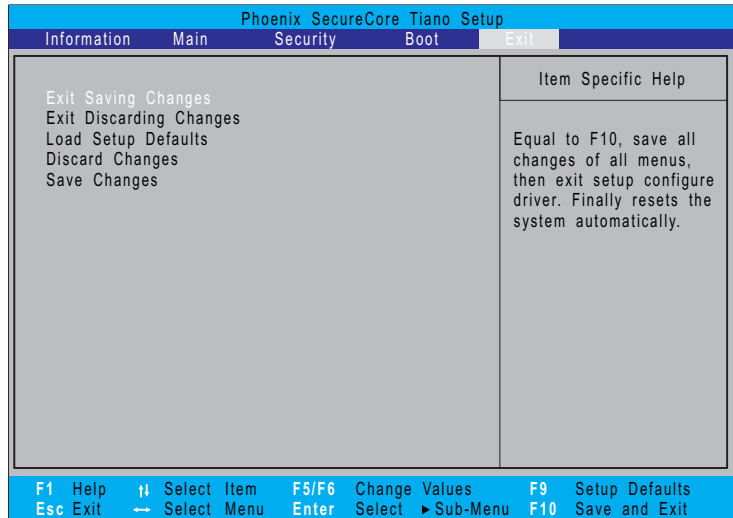 Phoenix SecureCore Tiano Setup
Information Main Security Boot Exit
Exit Saving Changes
Exit Discarding Changes
Load Setup Defaults
Discard Changes
Save Changes
Item Specific Help
Equal to F10, save all
changes of all menus,
then exit setup configure
driver. Finally resets the
system automatically.
F1 Help ↑↓ Select Item F5/F6 Change Values F9 Setup Defaults
Esc Exit ↔ Select Menu Enter Select ► Sub-Menu F10 Save and Exit